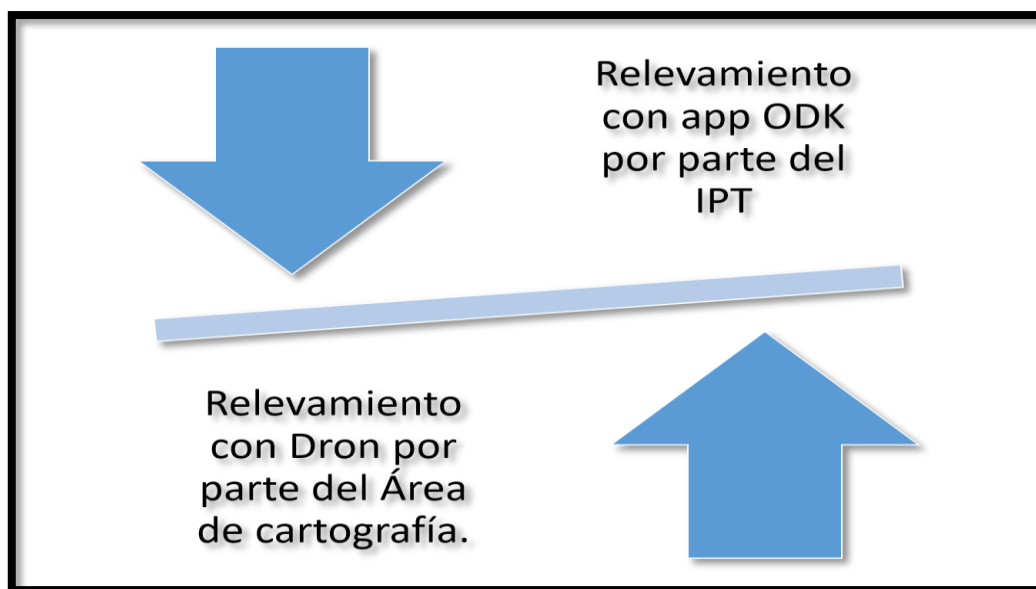 Relevamiento
con app ODK
por parte del
IPT
Relevamiento
con Dron por
parte del Área
de cartografía.